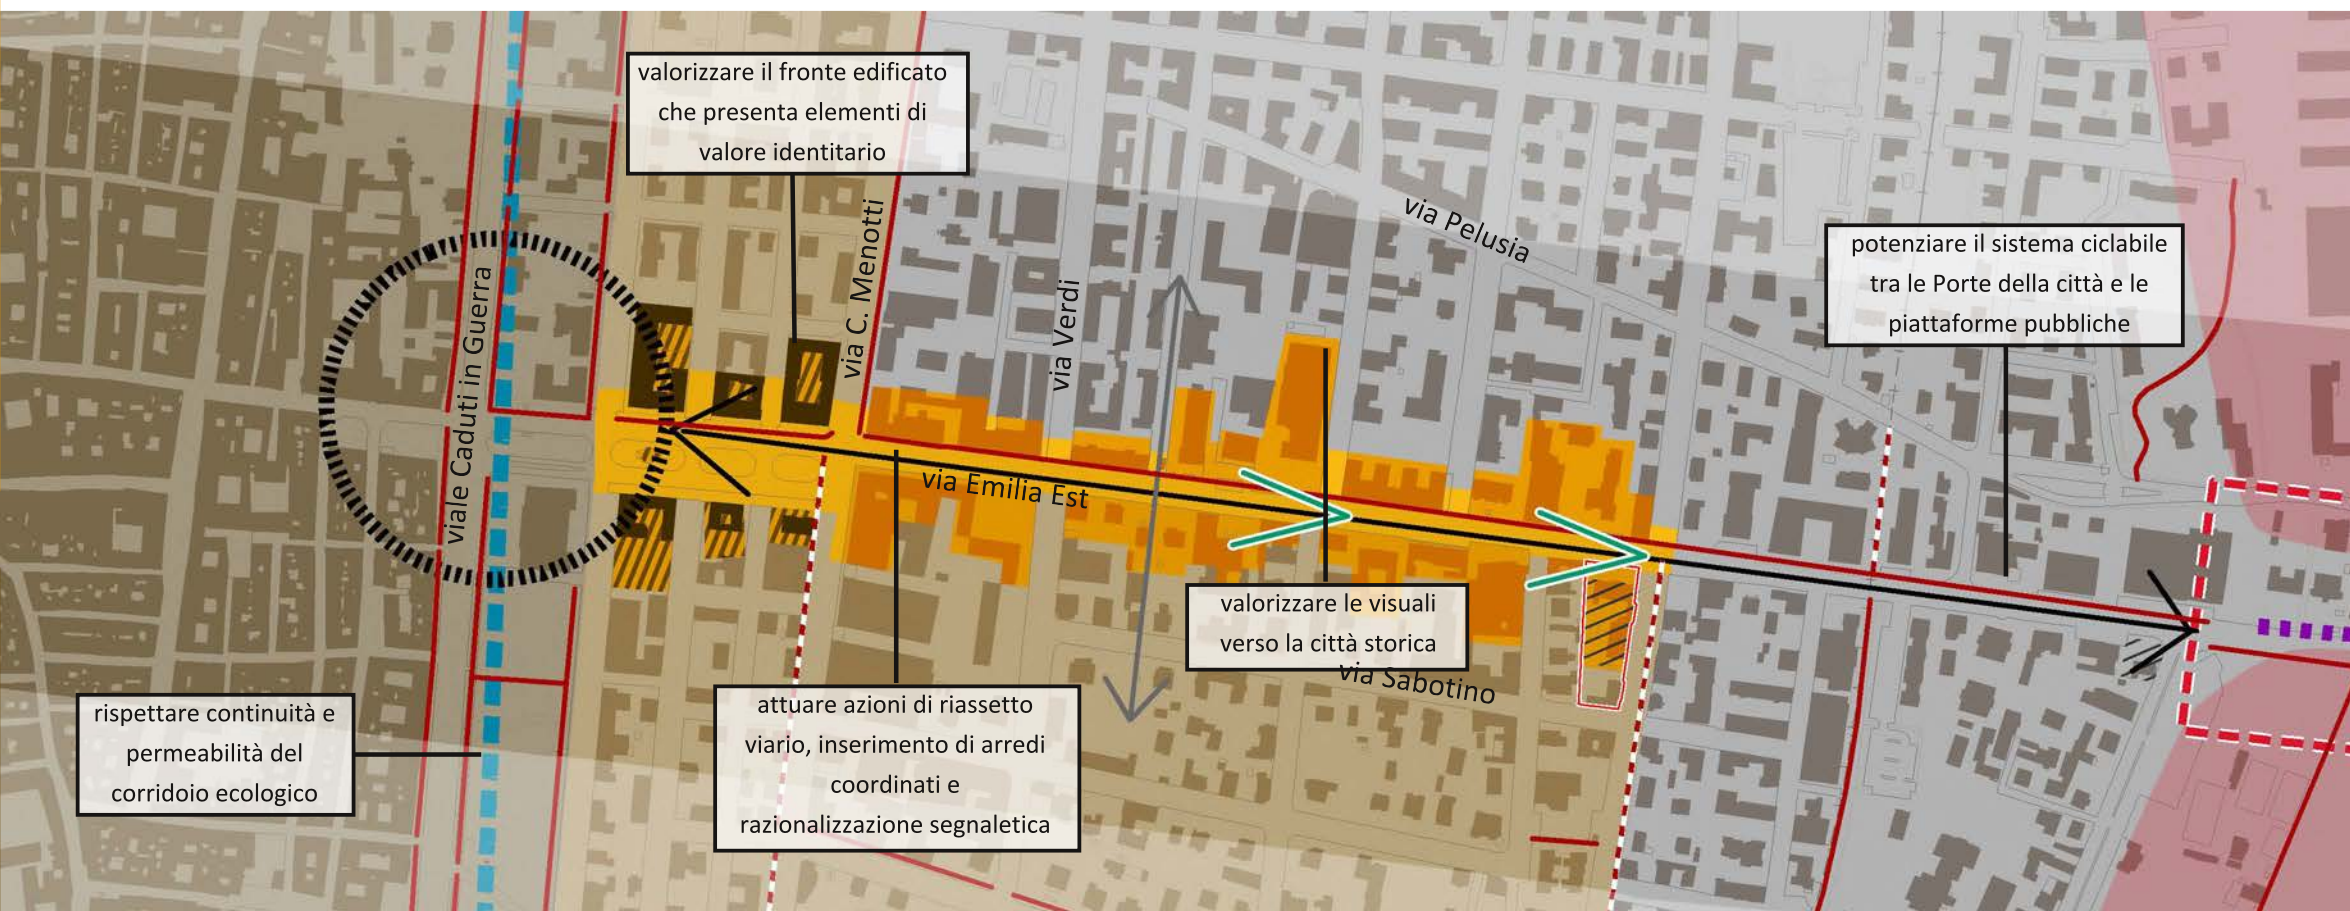 valorizzare il fronte edificato
che presenta elementi di
valore identitario
via Pelusia
potenziare il sistema ciclabile
tra le Porte della città e le
piattaforme pubbliche
viale Caduti in Guerra
via C. Menotti
via Verdi
via Emilia Est
valorizzare le visuali
verso la città storica
via Sabotino
rispettare continuità e
permeabilità del
corridoio ecologico
attuare azioni di riassetto
viario, inserimento di arredi
coordinati e
razionalizzazione segnaletica